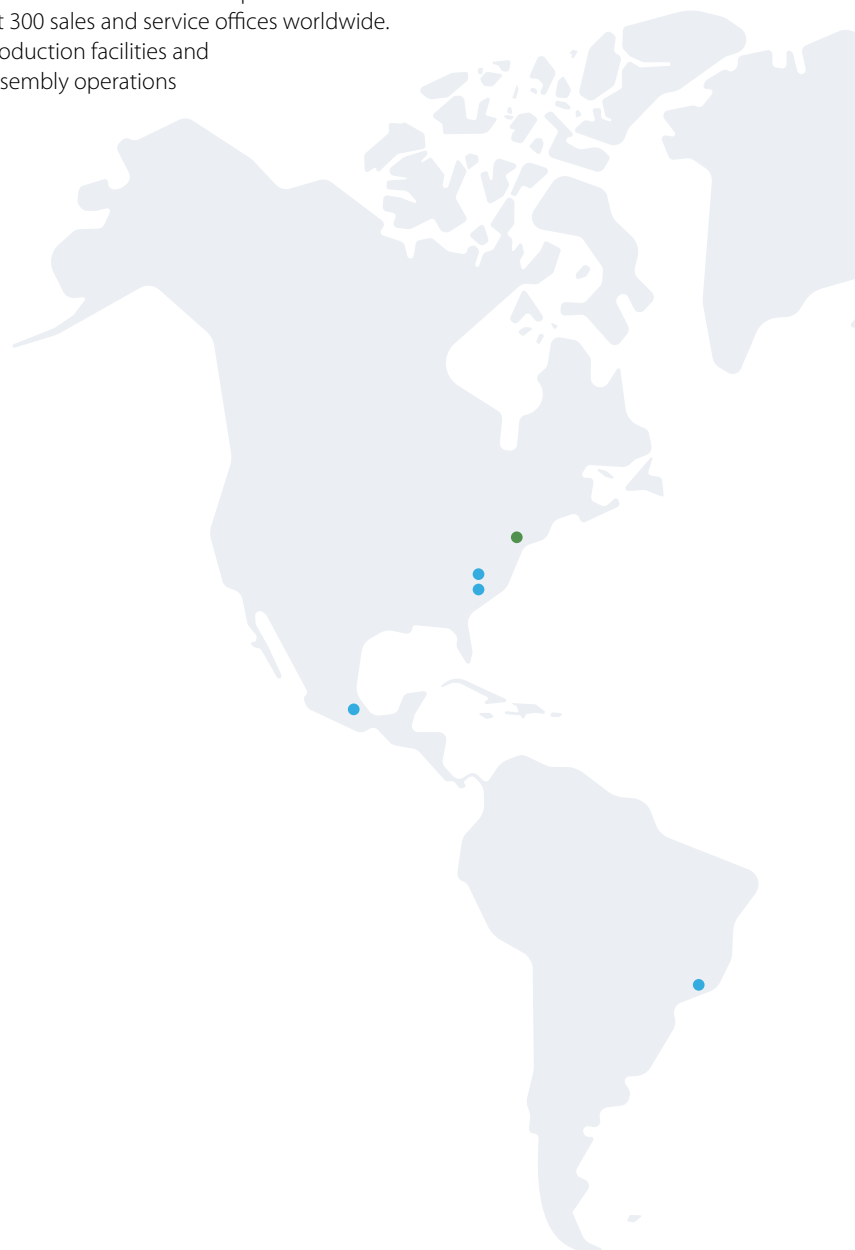 t 300 sales and service offices worldwide.
oduction facilities and
sembly operations